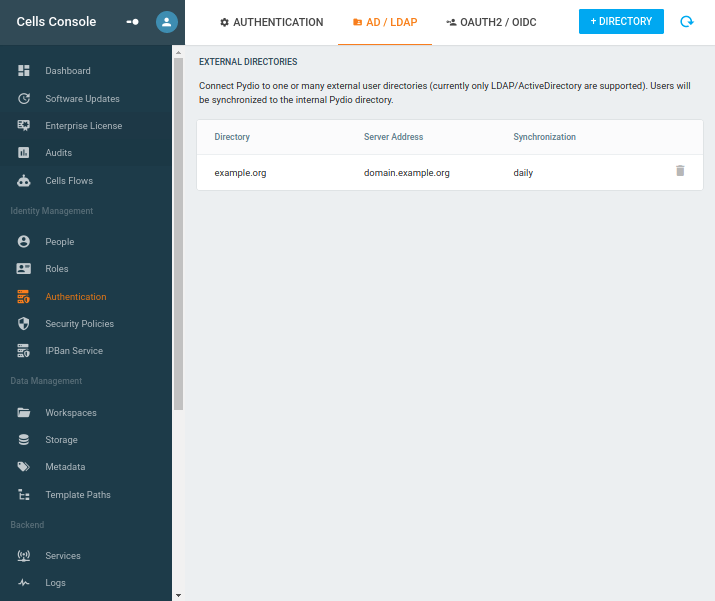 Cells Console
Dashboard
Software Updates
Enterprise License
Audits
Cells Flows
Identity Management
People
Roles
Authentication
Security Policies
IPBan Service
Data Management
Workspaces
Storage
Metadata
Template Paths
Backend
Services
Logs
AUTHENTICATION AD / LDAP OAUTH2 / OIDC + DIRECTORY
EXTERNAL DIRECTORIES
Connect Pydio to one or many external user directories (currently only LDAP/ActiveDirectory are supported). Users will
be synchronized to the internal Pydio directory.
Directory Server Address Synchronization
example.org domain.example.org daily